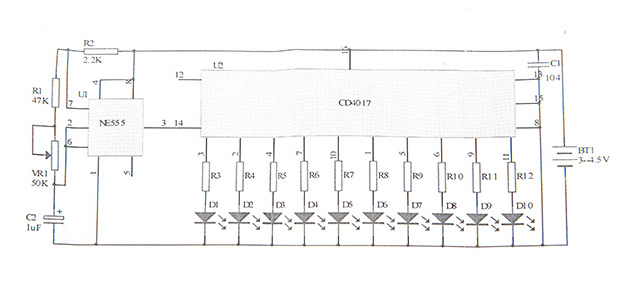 R2
2.2K
R1
47K
U1
4
8
7
2
6
NE555
3
14
1
5
VR1
50K
C2
+
1uF
U2
12
16
CD4017
13
15
8
C1
104
BT1
3-4.5V
3
2
4
7
10
1
5
6
9
11
R3
R4
R5
R6
R7
R8
R9
R10
R11
R12
D1
D2
D3
D4
D5
D6
D7
D8
D9
D10